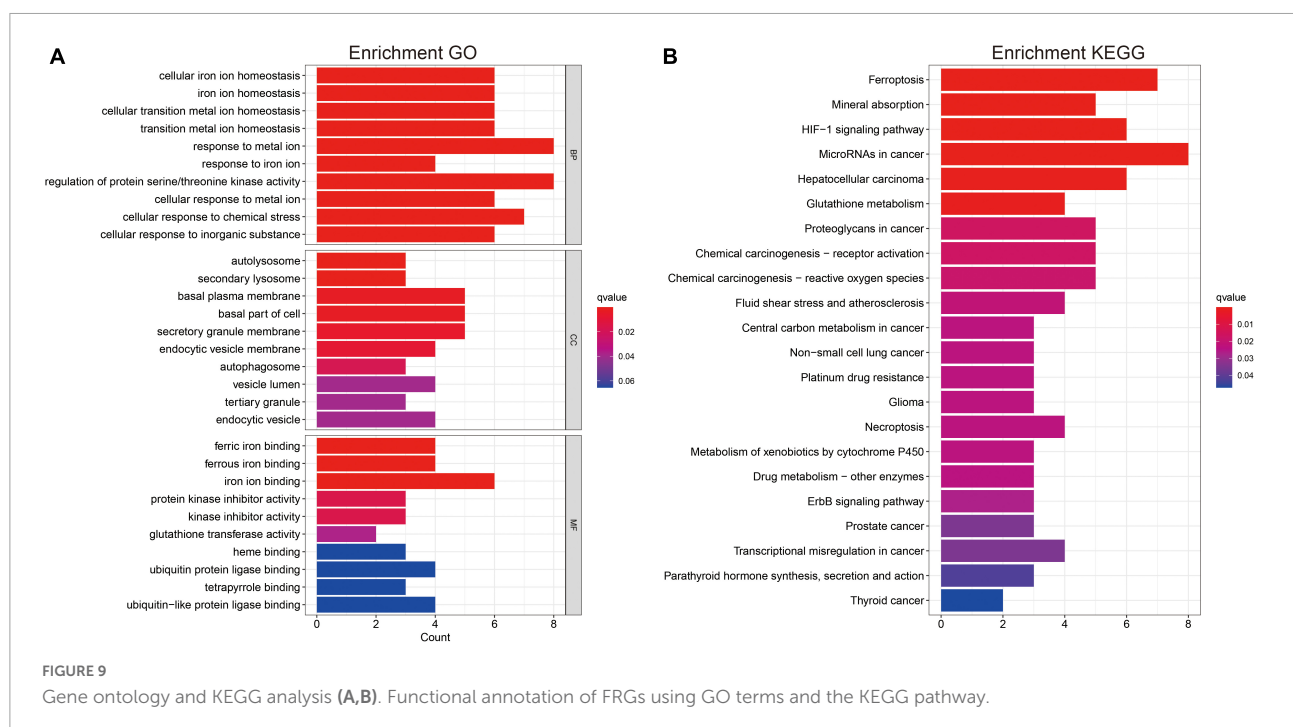 A
Enrichment GO
cellular iron ion homeostasis
iron ion homeostasis
cellular transition metal ion homeostasis
transition metal ion homeostasis
response to metal ion
response to iron ion
regulation of protein serine/threonine kinase activity
cellular response to metal ion
cellular response to chemical stress
cellular response to inorganic substance
BP
autolysosome
secondary lysosome
basal plasma membrane
basal part of cell
secretory granule membrane
endocytic vesicle membrane
autophagosome
vesicle lumen
tertiary granule
endocytic vesicle
CC
ferric iron binding
ferrous iron binding
iron ion binding
protein kinase inhibitor activity
kinase inhibitor activity
glutathione transferase activity
heme binding
ubiquitin protein ligase binding
tetrapyrrole binding
ubiquitin-like protein ligase binding
MF
0 2 4 6 8
Count
qvalue
0.02
0.04
0.06
B
Enrichment KEGG
Ferroptosis
Mineral absorption
HIF−1 signaling pathway
MicroRNAs in cancer
Hepatocellular carcinoma
Glutathione metabolism
Proteoglycans in cancer
Chemical carcinogenesis − receptor activation
Chemical carcinogenesis − reactive oxygen species
Fluid shear stress and atherosclerosis
Central carbon metabolism in cancer
Non−small cell lung cancer
Platinum drug resistance
Glioma
Necroptosis
Metabolism of xenobiotics by cytochrome P450
Drug metabolism − other enzymes
ErbB signaling pathway
Prostate cancer
Transcriptional misregulation in cancer
Parathyroid hormone synthesis, secretion and action
Thyroid cancer
0 2 4 6 8
qvalue
0.01
0.02
0.03
0.04
FIGURE 9
Gene ontology and KEGG analysis (A,B). Functional annotation of FRGs using GO terms and the KEGG pathway.